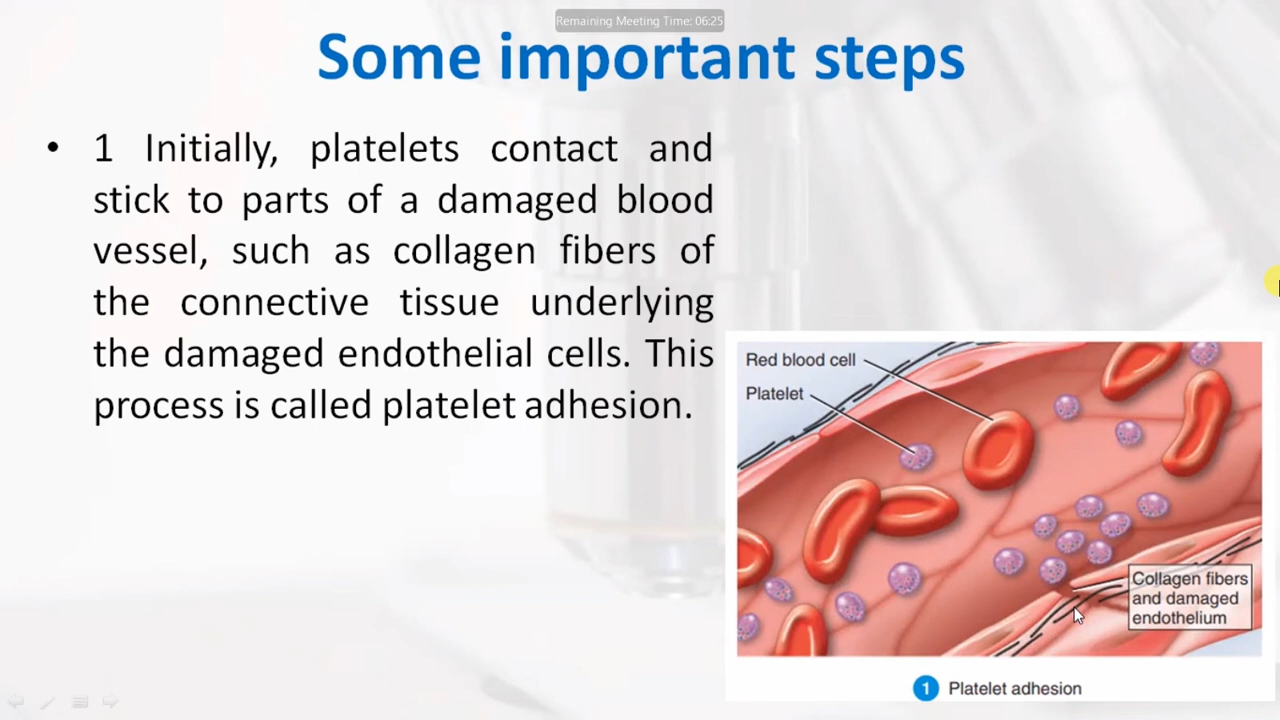 Remaining Meeting Time: 06:25
Some important steps
• 1 Initially, platelets contact and
stick to parts of a damaged blood
vessel, such as collagen fibers of
the connective tissue underlying
the damaged endothelial cells. This
process is called platelet adhesion.
Red blood cell
Platelet
Collagen fibers
and damaged
endothelium
1 Platelet adhesion